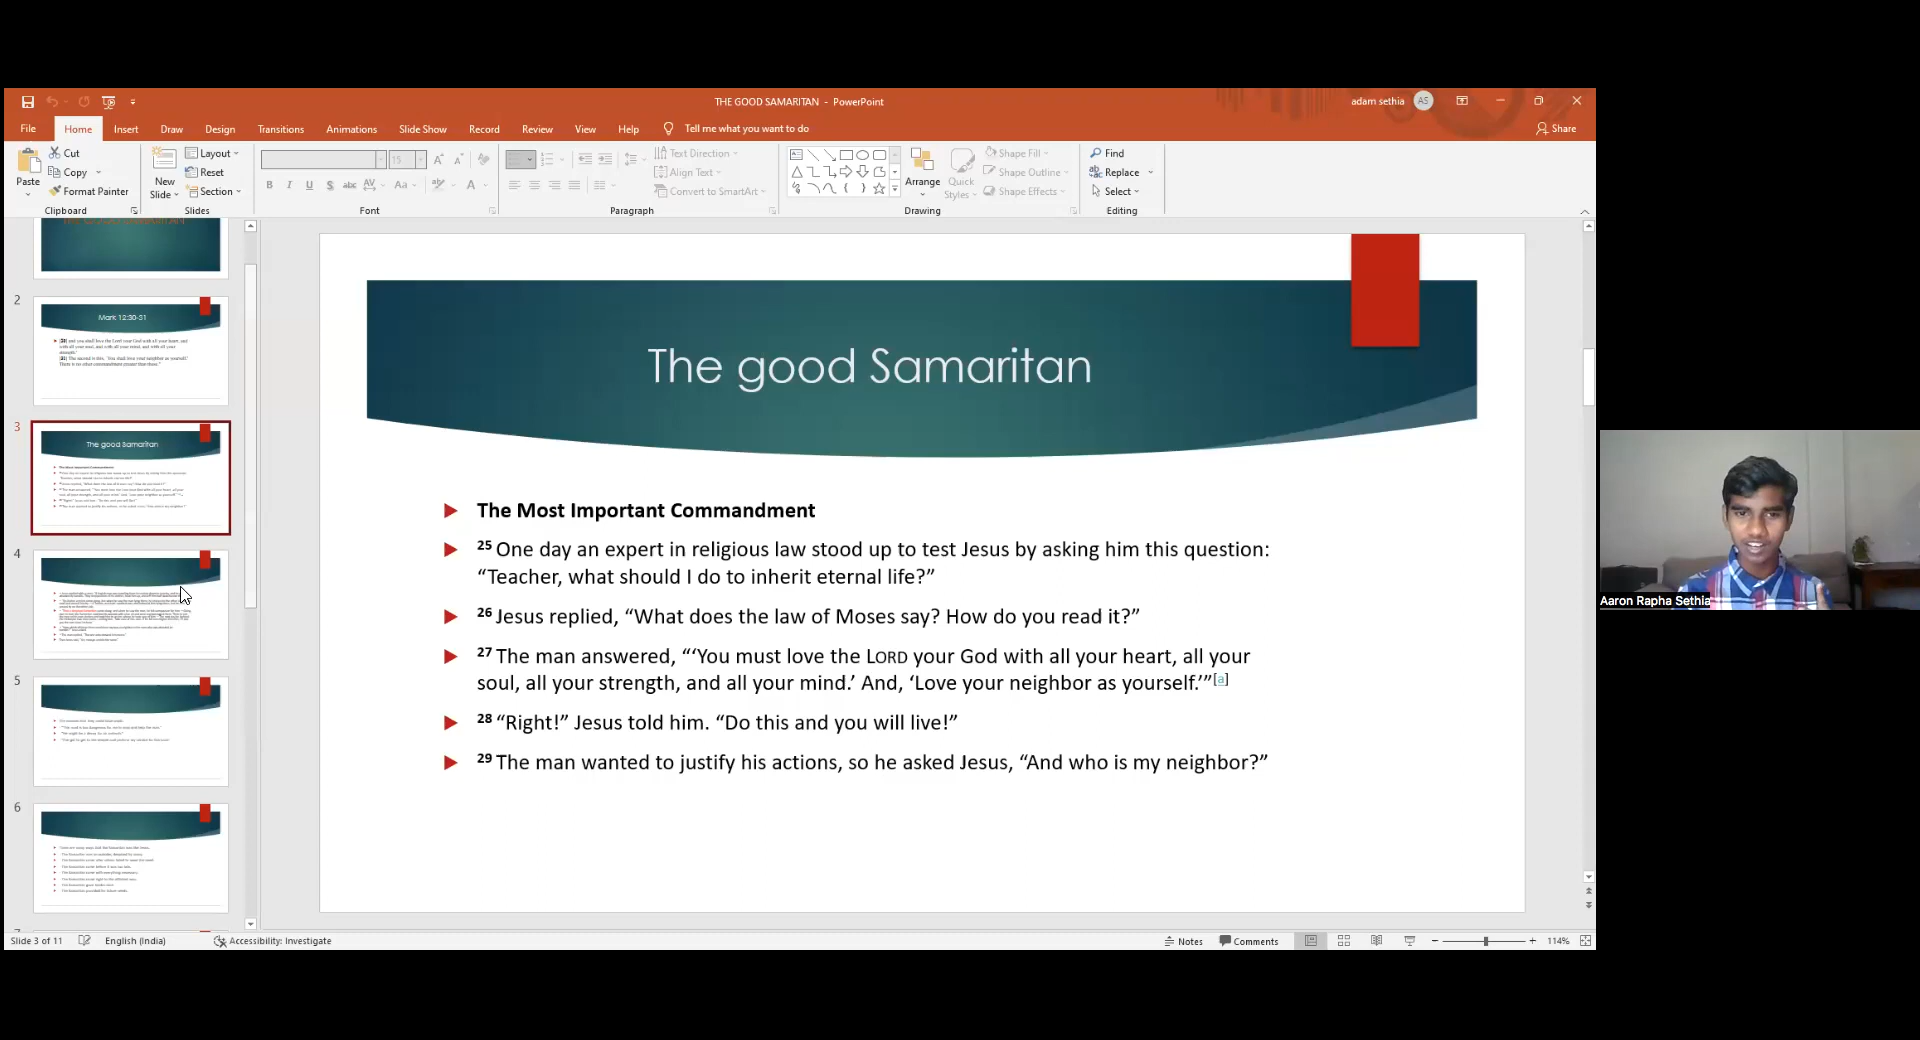 THE GOOD SAMARITAN - PowerPoint
adam sethia AS
File Home Insert Draw Design Transitions Animations Slide Show Record Review View Help Tell me what you want to do Share
Paste
Cut
Copy
Format Painter
Clipboard
New Slide
Layout
Reset
Section
Slides
15
B I U S abc AV Aa A
Font
Text Direction
Align Text
Convert to SmartArt
Paragraph
Arrange
Quick Styles
Shape Fill
Shape Outline
Shape Effects
Drawing
Find
Replace
Select
Editing
2
Mark 12:30-31
3
The good Samaritan
4
5
6
The good Samaritan
The Most Important Commandment
25 One day an expert in religious law stood up to test Jesus by asking him this question:
“Teacher, what should I do to inherit eternal life?”
26 Jesus replied, “What does the law of Moses say? How do you read it?”
27 The man answered, “‘You must love the LORD your God with all your heart, all your
soul, all your strength, and all your mind.’ And, ‘Love your neighbor as yourself.’”[a]
28 “Right!” Jesus told him. “Do this and you will live!”
29 The man wanted to justify his actions, so he asked Jesus, “And who is my neighbor?”
Aaron Rapha Sethia
Slide 3 of 11 English (India) Accessibility: Investigate Notes Comments 114%